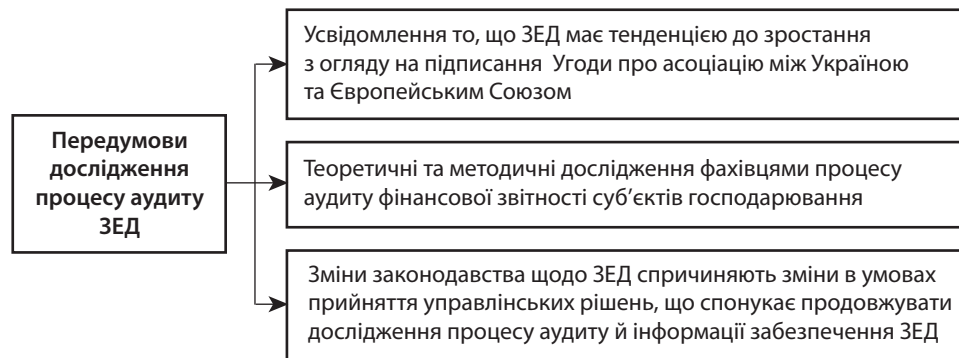 Передумови
дослідження
процесу аудиту
ЗЕД
Усвідомлення то, що ЗЕД має тенденцією до зростання
з огляду на підписання Угоди про асоціацію між Україною
та Європейським Союзом
Теоретичні та методичні дослідження фахівцями процесу
аудиту фінансової звітності суб’єктів господарювання
Зміни законодавства щодо ЗЕД спричиняють зміни в умовах
прийняття управлінських рішень, що спонукає продовжувати
дослідження процесу аудиту й інформації забезпечення ЗЕД